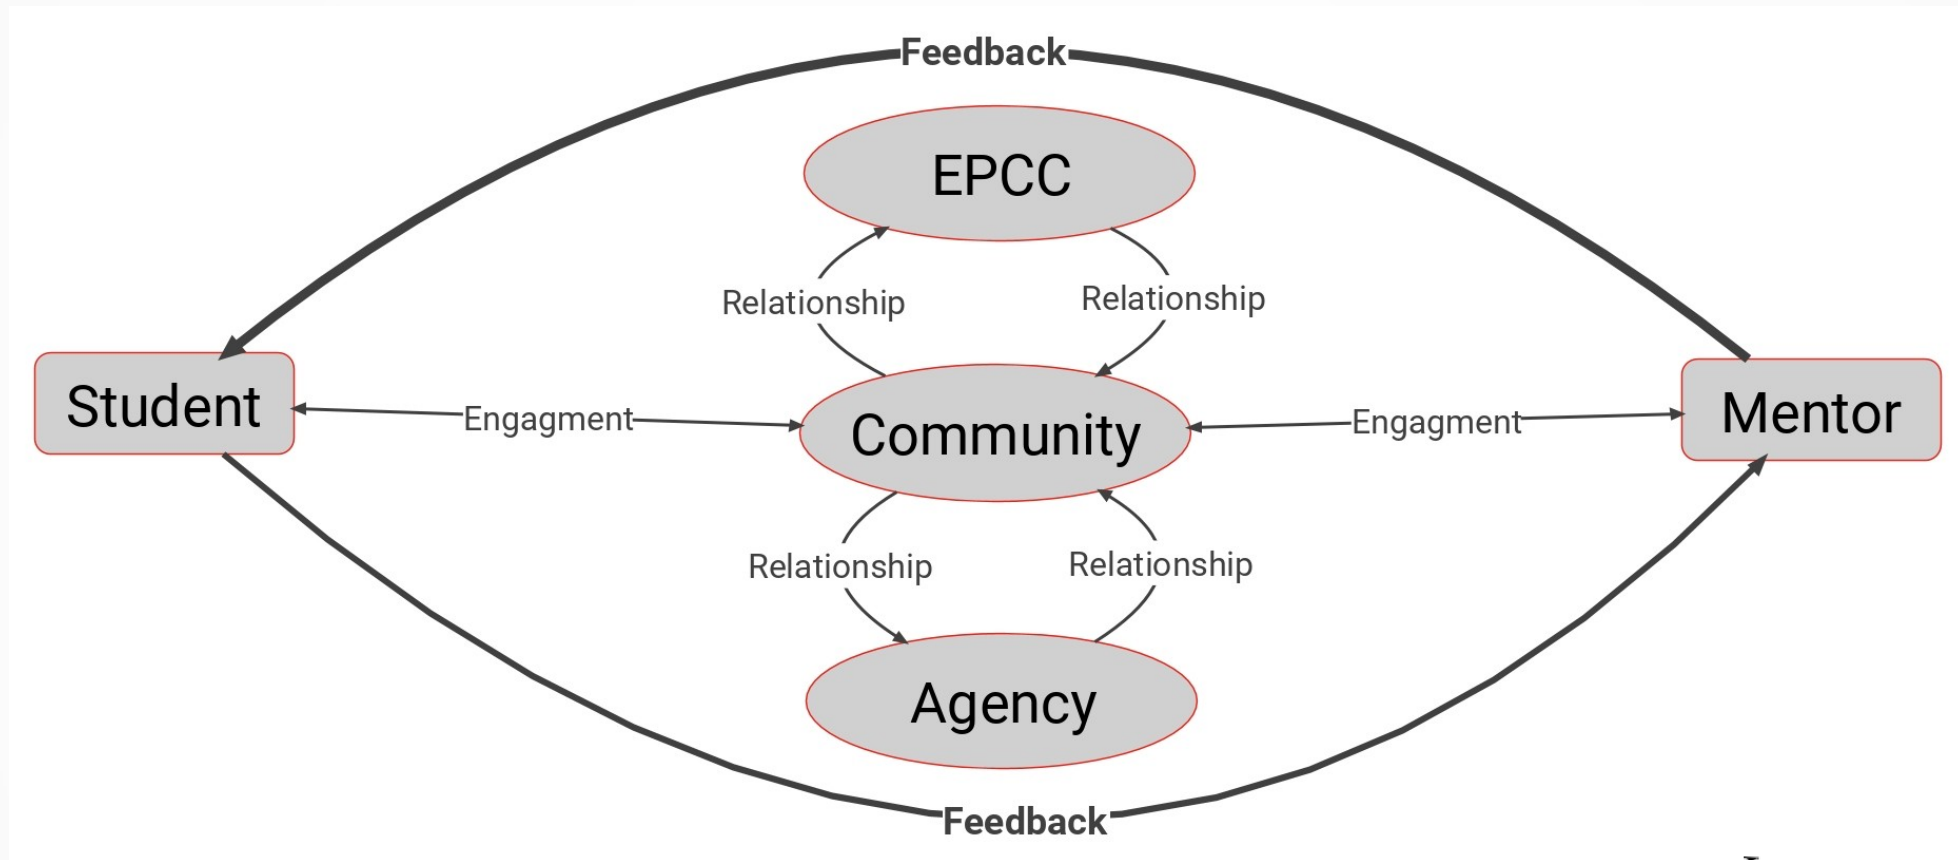 Feedback
EPCC
Relationship
Relationship
Student
Engagment
Community
Engagment
Mentor
Relationship
Relationship
Agency
Feedback